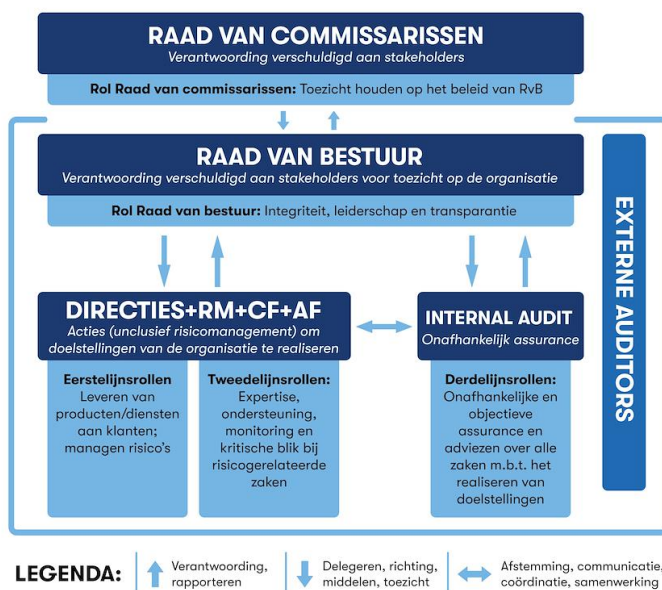 RAAD VAN COMMISSARISSEN
Verantwoording verschuldigd aan stakeholders
Rol Raad van commissarissen: Toezicht houden op het beleid van RvB
RAAD VAN BESTUUR
Verantwoording verschuldigd aan stakeholders voor toezicht op de organisatie
Rol Raad van bestuur: Integriteit, leiderschap en transparantie
DIRECTIES+RM+CF+AF
Acties (unclusief risicomanagement) om
doelstellingen van de organisatie te realiseren
Eerstelijnsrollen
Leveren van
producten/diensten
aan klanten;
managen risico's
Tweedelijnsrollen:
Expertise,
ondersteuning,
monitoring en
kritische blik bij
risicogerelateerde
zaken
INTERNAL AUDIT
Onafhankelijk assurance
Derdelijnsrollen:
Onafhankelijke en
objectieve
assurance en
adviezen over alle
zaken m.b.t. het
realiseren van
doelstellingen
EXTERNE AUDITORS
LEGENDA:
Verantwoording,
rapporteren
Delegeren, richting,
middelen, toezicht
Afstemming, communicatie,
coördinatie, samenwerking